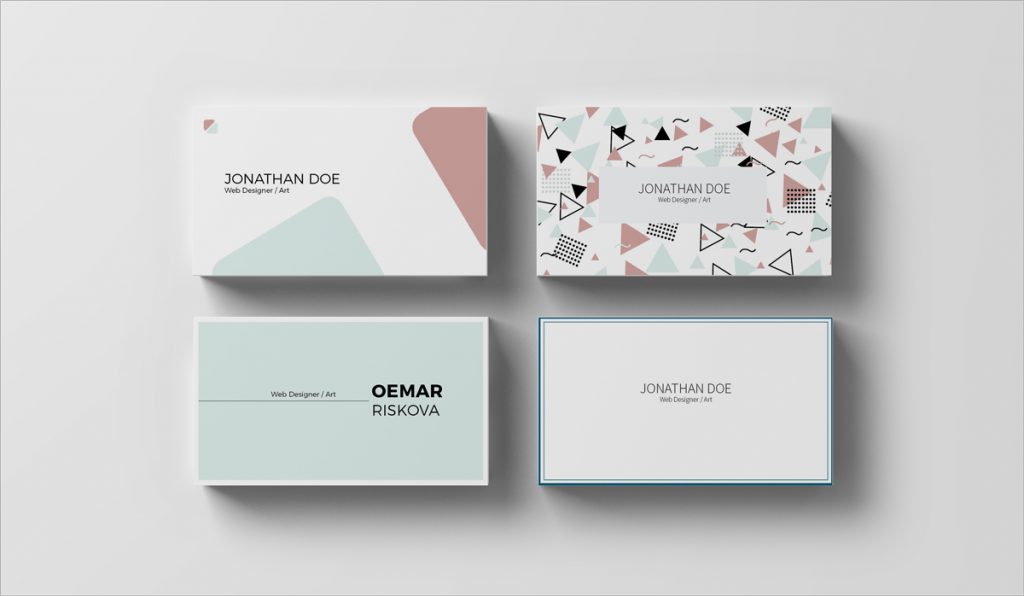 JONATHAN DOE
Web Designer / Art
JONATHAN DOE
Web Designer / Art
Web Designer / Art
OEMAR
RISKOVA
JONATHAN DOE
Web Designer / Art